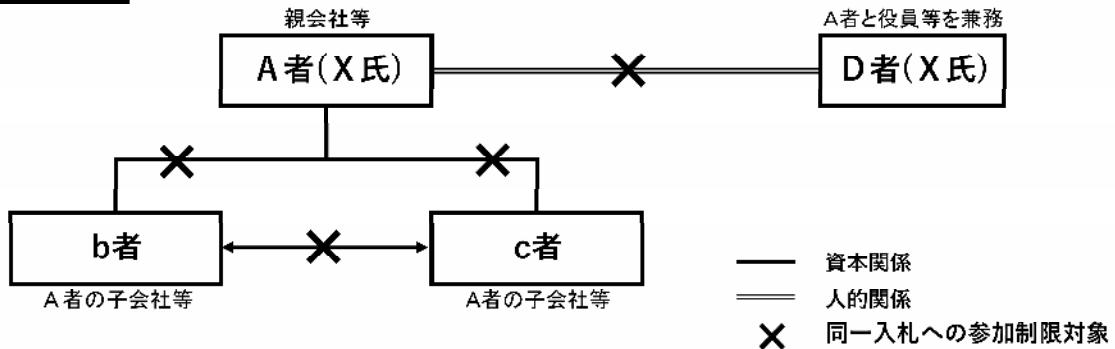 親会社等
A者と役員等を兼務
A者(X氏)
D者(X氏)
b者
c者
A者の子会社等
A者の子会社等
資本関係
人的関係
同一入札への参加制限対象